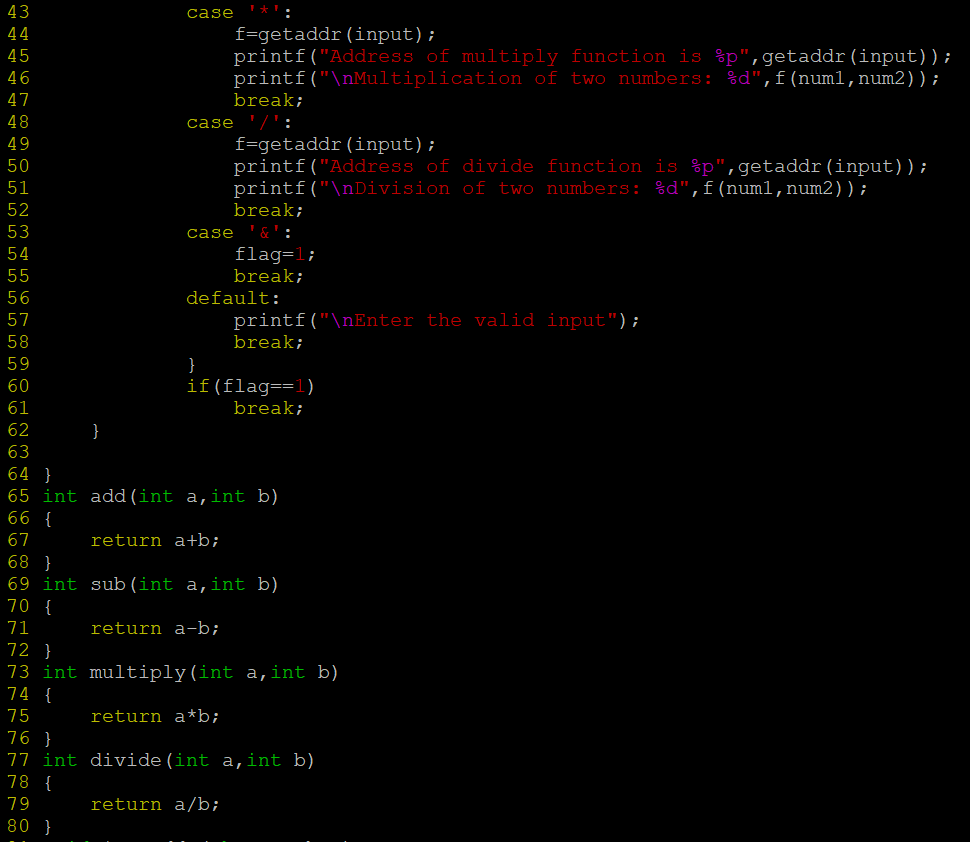 43             case '*':
44                 f=getaddr(input);
45                 printf("Address of multiply function is %p",getaddr(input));
46                 printf("\nMultiplication of two numbers: %d",f(num1,num2));
47                 break;
48             case '/':
49                 f=getaddr(input);
50                 printf("Address of divide function is %p",getaddr(input));
51                 printf("\nDivision of two numbers: %d",f(num1,num2));
52                 break;
53             case '&':
54                 flag=1;
55                 break;
56             default:
57                 printf("\nEnter the valid input");
58                 break;
59             }
60             if(flag==1)
61                 break;
62     }
63
64 }
65 int add(int a,int b)
66 {
67     return a+b;
68 }
69 int sub(int a,int b)
70 {
71     return a-b;
72 }
73 int multiply(int a,int b)
74 {
75     return a*b;
76 }
77 int divide(int a,int b)
78 {
79     return a/b;
80 }